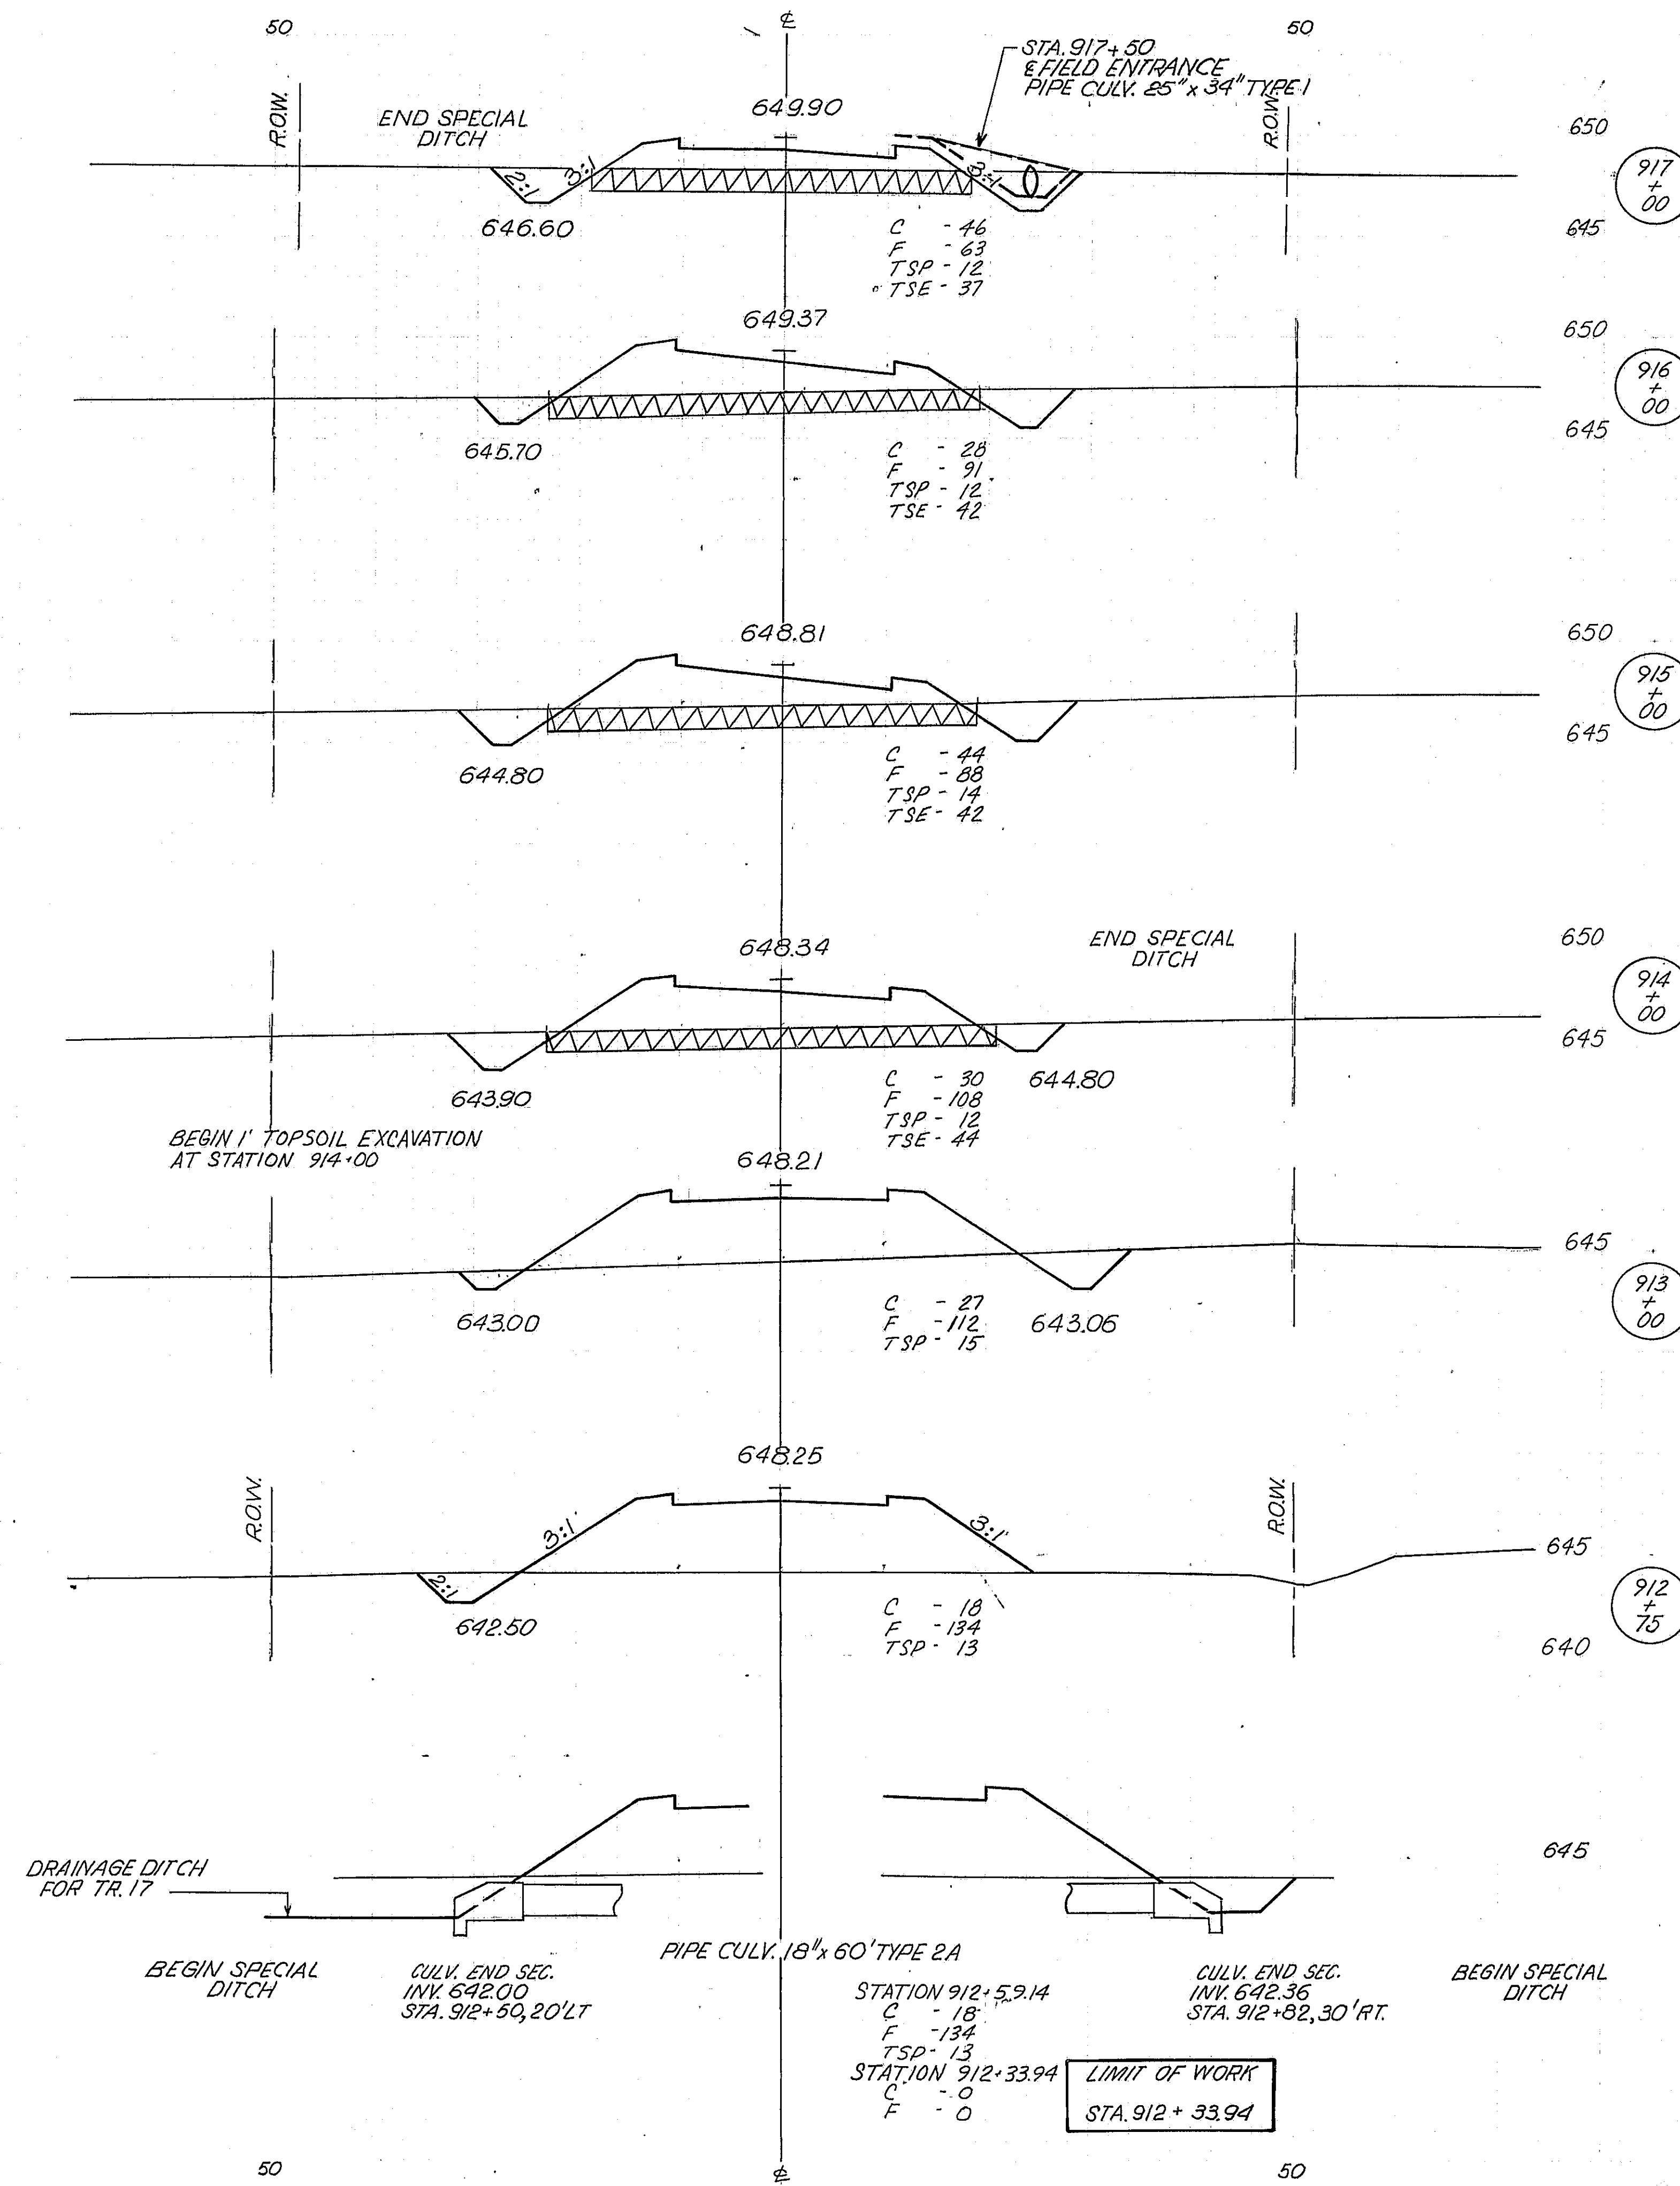 50
℄
50
STA. 917+50
℄ FIELD ENTRANCE
PIPE CULV. 25" x 34" TYPE 1
R.O.W.
END SPECIAL
DITCH
649.90
R.O.W.
650
2:1
3:1
3:1
917
+
00
646.60
645
C - 46
F - 63
TSP - 12
TSE - 37
649.37
650
916
+
00
645.70
645
C - 28
F - 91
TSP - 12
TSE - 42
648.81
650
915
+
00
644.80
645
C - 44
F - 88
TSP - 14
TSE - 42
648.34
END SPECIAL
DITCH
650
914
+
00
645
643.90
C - 30
F - 108
TSP - 12
TSE - 44
644.80
BEGIN 1' TOPSOIL EXCAVATION
AT STATION 914+00
648.21
645
913
+
00
643.00
C - 27
F - 112
TSP - 15
643.06
648.25
R.O.W.
R.O.W.
3:1
3:1
2:1
645
912
+
75
642.50
C - 18
F - 134
TSP - 13
640
645
DRAINAGE DITCH
FOR TR. 17
PIPE CULV. 18" x 60' TYPE 2A
BEGIN SPECIAL
DITCH
CULV. END SEC.
INV. 642.00
STA. 912+50, 20' LT
STATION 912+59.14
C - 18
F - 134
TSP - 13
STATION 912+33.94
C - 0
F - 0
CULV. END SEC.
INV. 642.36
STA. 912+82, 30' RT.
BEGIN SPECIAL
DITCH
LIMIT OF WORK
STA. 912 + 33.94
50
℄
50